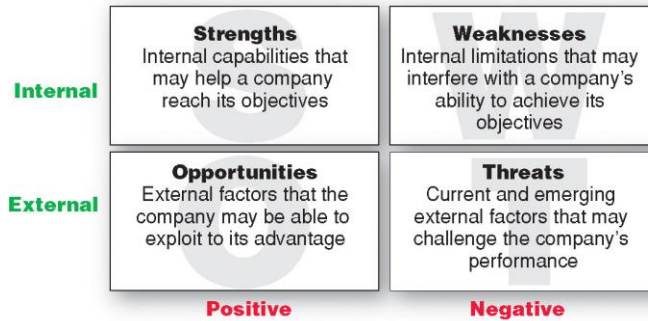 Strengths
Internal capabilities that
may help a company
reach its objectives
Weaknesses
Internal limitations that may
interfere with a company's
ability to achieve its
objectives
Internal
Opportunities
External factors that the
company may be able to
exploit to its advantage
Threats
Current and emerging
external factors that may
challenge the company's
performance
External
Positive
Negative
S
W
O
T